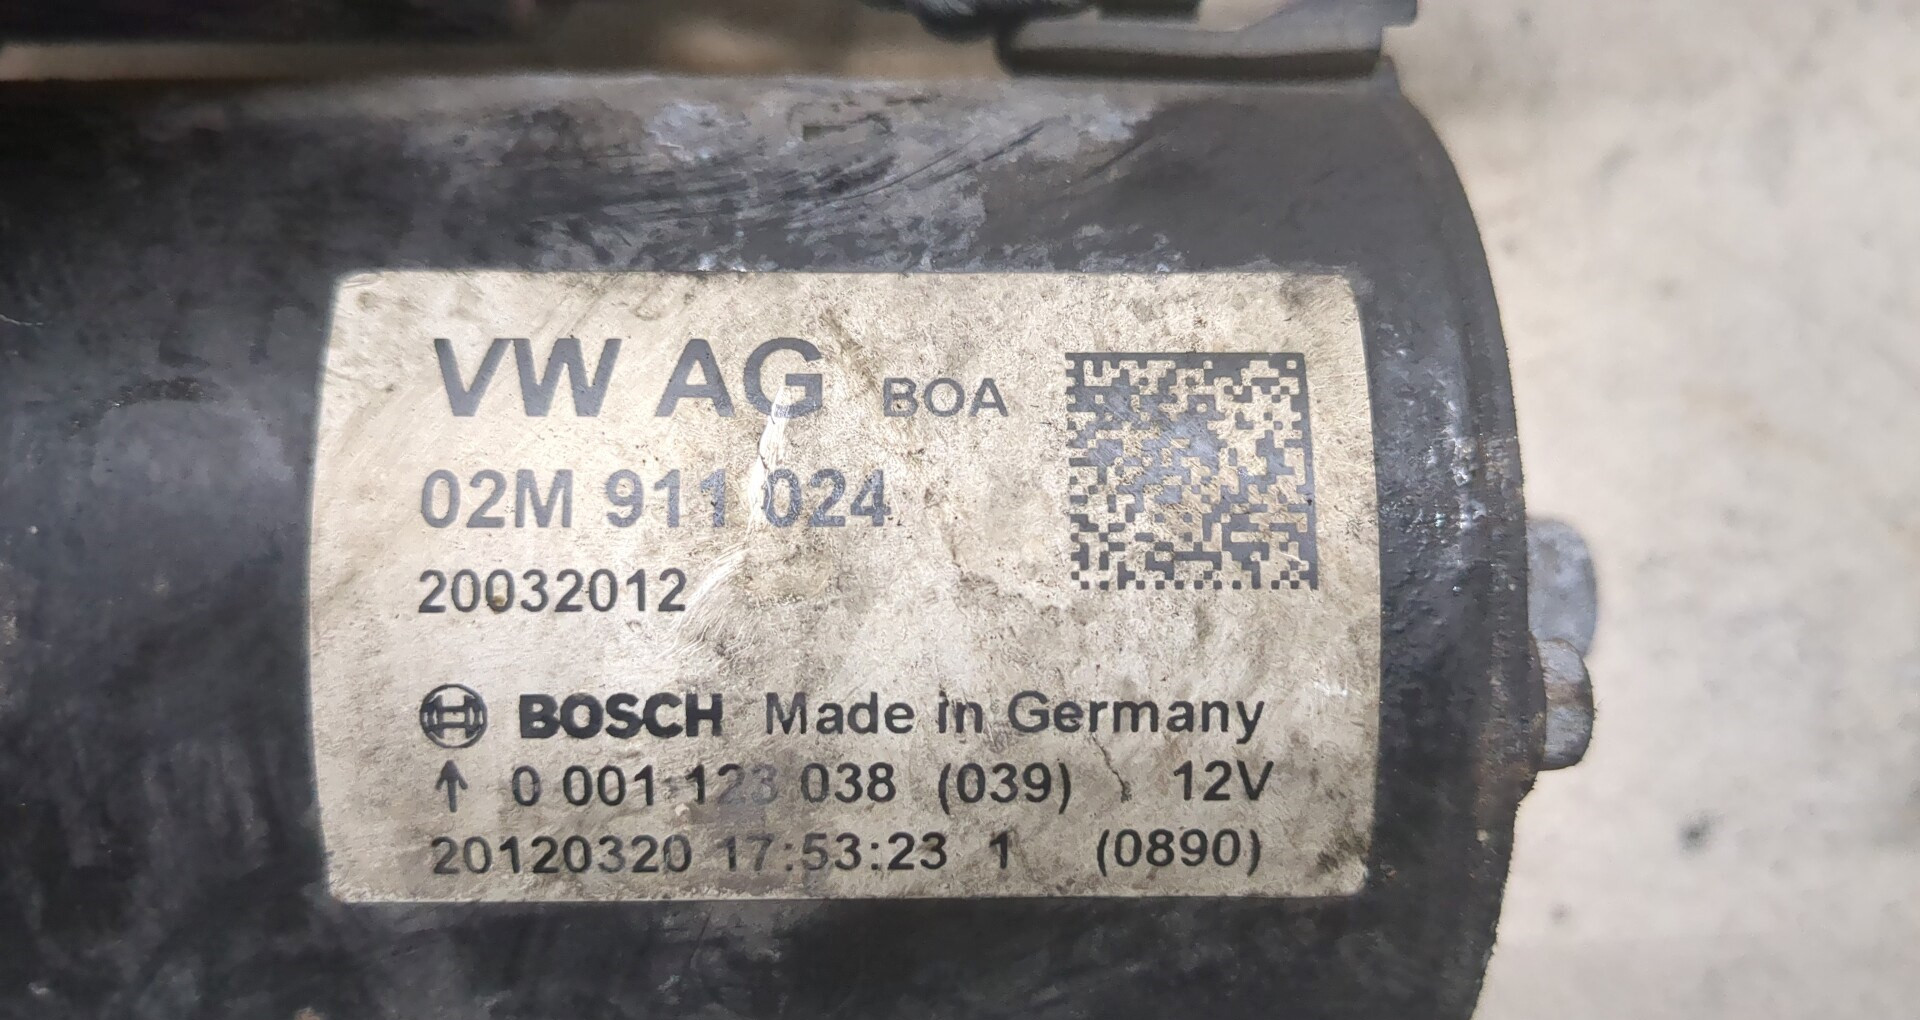 VW AG BOA
02M 911 024
20032012
BOSCH Made in Germany
↑ 0 001 123 038 (039) 12V
20120320 17:53:23 1 (0890)